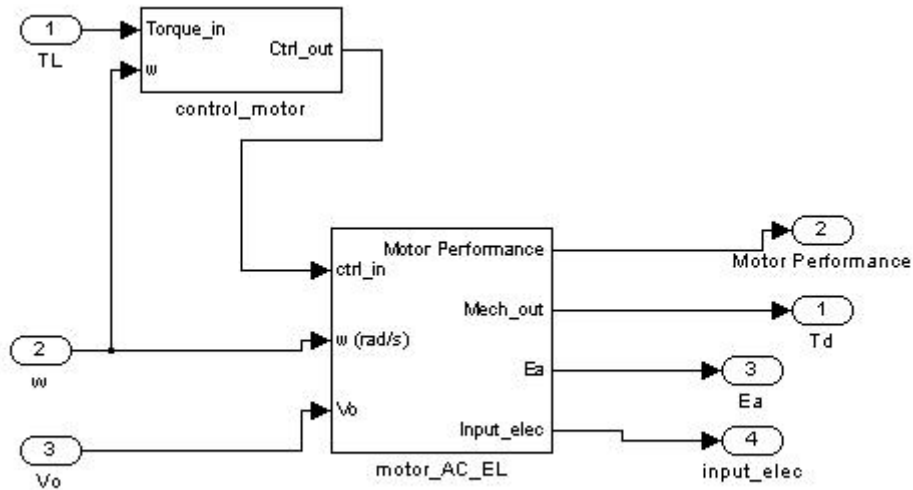 1
TL
Torque_in
Ctrl_out
w
control_motor
Motor Performance
ctrl_in
Mech_out
w (rad/s)
Ea
Vo
Input_elec
motor_AC_EL
2
w
3
Vo
2
Motor Performance
1
Td
3
Ea
4
input_elec